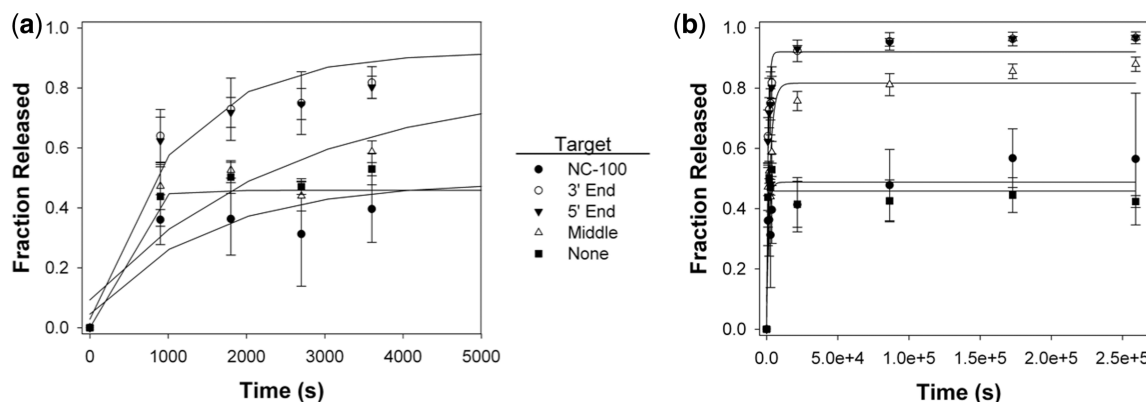 (a)
Fraction Released
1.0
0.8
0.6
0.4
0.2
0.0
0
1000
2000
3000
4000
5000
Time (s)
Target
NC-100
3' End
5' End
Middle
None
(b)
Fraction Released
1.0
0.8
0.6
0.4
0.2
0.0
0.0
5.0e+4
1.0e+5
1.5e+5
2.0e+5
2.5e+5
Time (s)